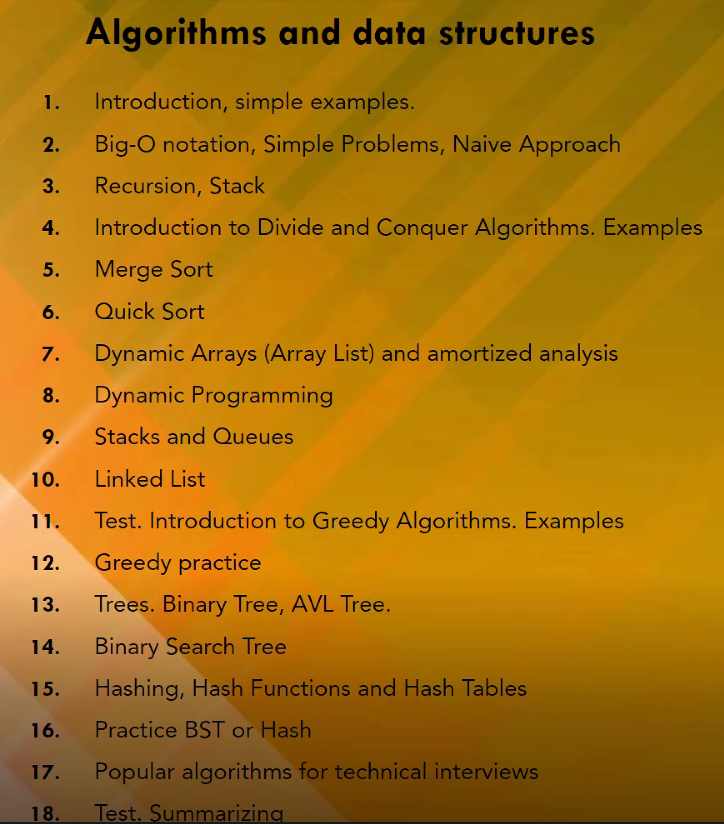 Algorithms and data structures
1. Introduction, simple examples.
2. Big-O notation, Simple Problems, Naive Approach
3. Recursion, Stack
4. Introduction to Divide and Conquer Algorithms. Examples
5. Merge Sort
6. Quick Sort
7. Dynamic Arrays (Array List) and amortized analysis
8. Dynamic Programming
9. Stacks and Queues
10. Linked List
11. Test. Introduction to Greedy Algorithms. Examples
12. Greedy practice
13. Trees. Binary Tree, AVL Tree.
14. Binary Search Tree
15. Hashing, Hash Functions and Hash Tables
16. Practice BST or Hash
17. Popular algorithms for technical interviews
18. Test. Summarizing